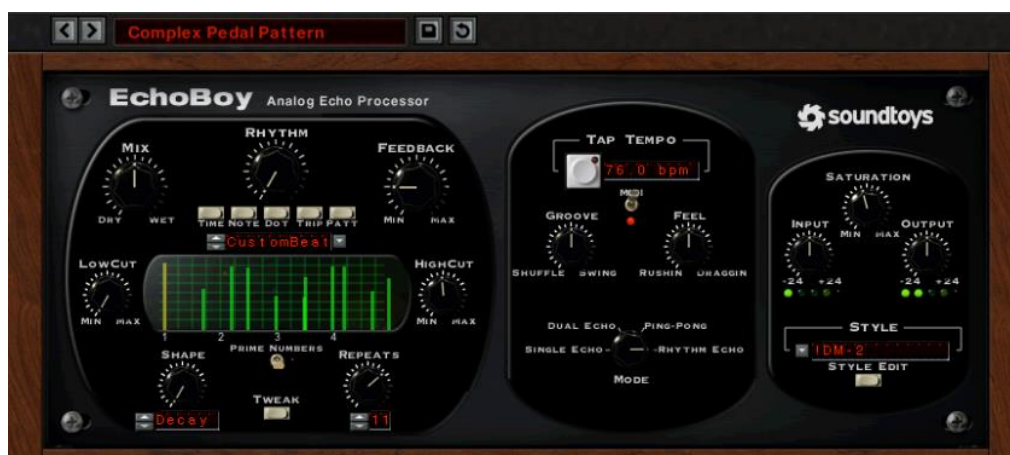 Complex Pedal Pattern
EchoBoy Analog Echo Processor
soundtoys
MIX
RHYTHM
FEEDBACK
DRY WET
MIN MAX
TIME NOTE DOT TRIP PATT
CustomBeat
LOWCUT
HIGHCUT
MIN MAX
MIN MAX
1 2 3 4
PRIME NUMBERS
SHAPE
REPEATS
TWEAK
Decay
11
TAP TEMPO
76.0 bpm
MIDI
GROOVE
FEEL
SHUFFLE SWING
RUSHIN DRAGGIN
DUAL ECHO PING-PONG
SINGLE ECHO RHYTHM ECHO
MODE
SATURATION
INPUT
MIN MAX
OUTPUT
-24 +24
-24 +24
STYLE
IDM-2
STYLE EDIT